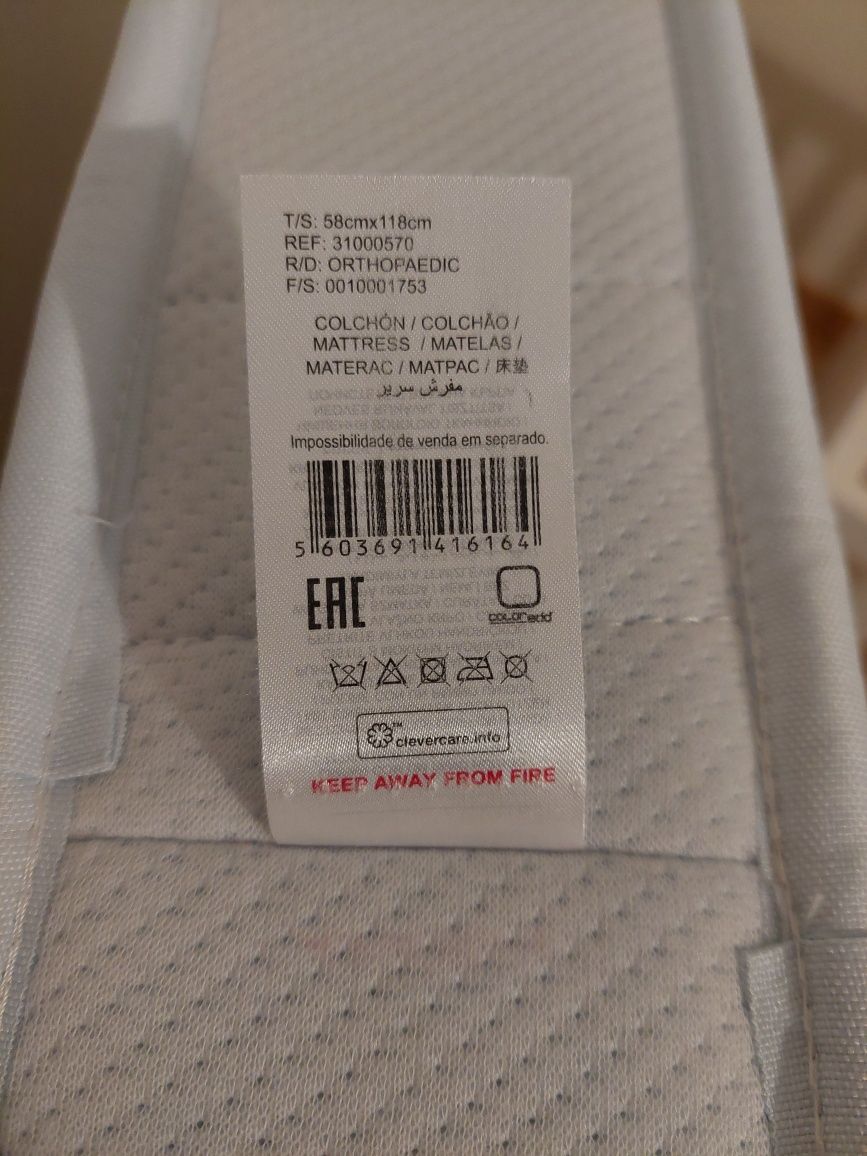 T/S: 58cmx118cm
REF: 31000570
R/D: ORTHOPAEDIC
F/S: 0010001753
COLCHÓN / COLCHÃO /
MATTRESS / MATELAS /
MATERAC / МАТРАС / 床垫
مفرش سرير
Impossibilidade de venda em separado.
5 603691 416164
EAC
coloradd
clevercare.info
KEEP AWAY FROM FIRE